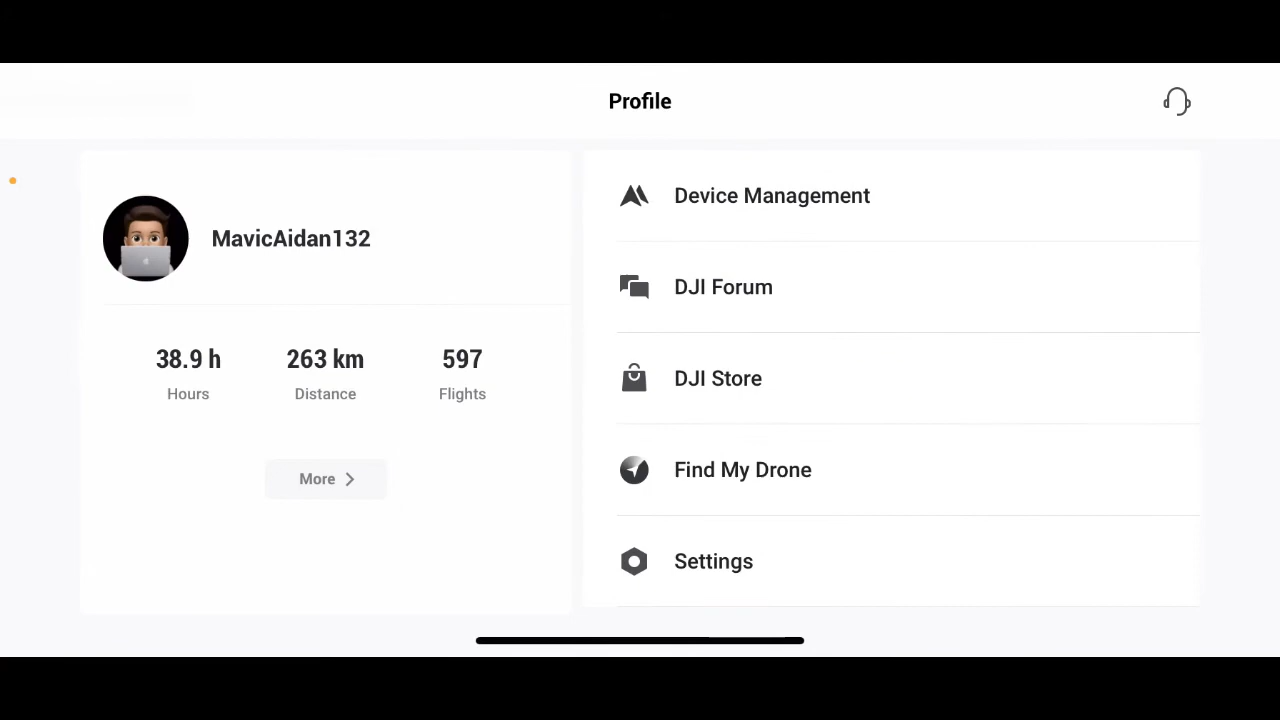 Profile
MavicAidan132
38.9 h
Hours
263 km
Distance
597
Flights
More
Device Management
DJI Forum
DJI Store
Find My Drone
Settings